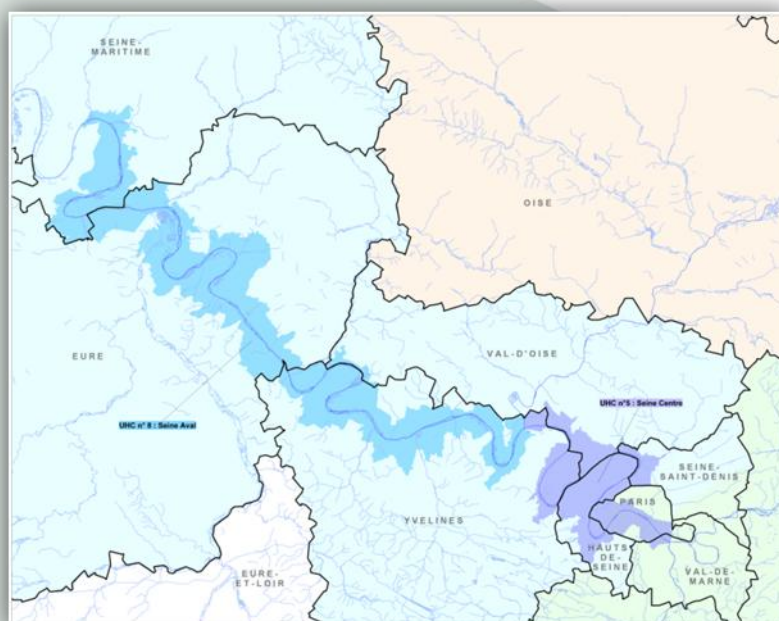 SEINE-
MARITIME
OISE
EURE
VAL-D'OISE
UHC n°5 : Seine Centre
UHC n° 8 : Seine Aval
SEINE-
SAINT-DENIS
PARIS
YVELINES
HAUTS-
DE-
SEINE
EURE-
ET-LOIR
VAL-DE-
MARNE